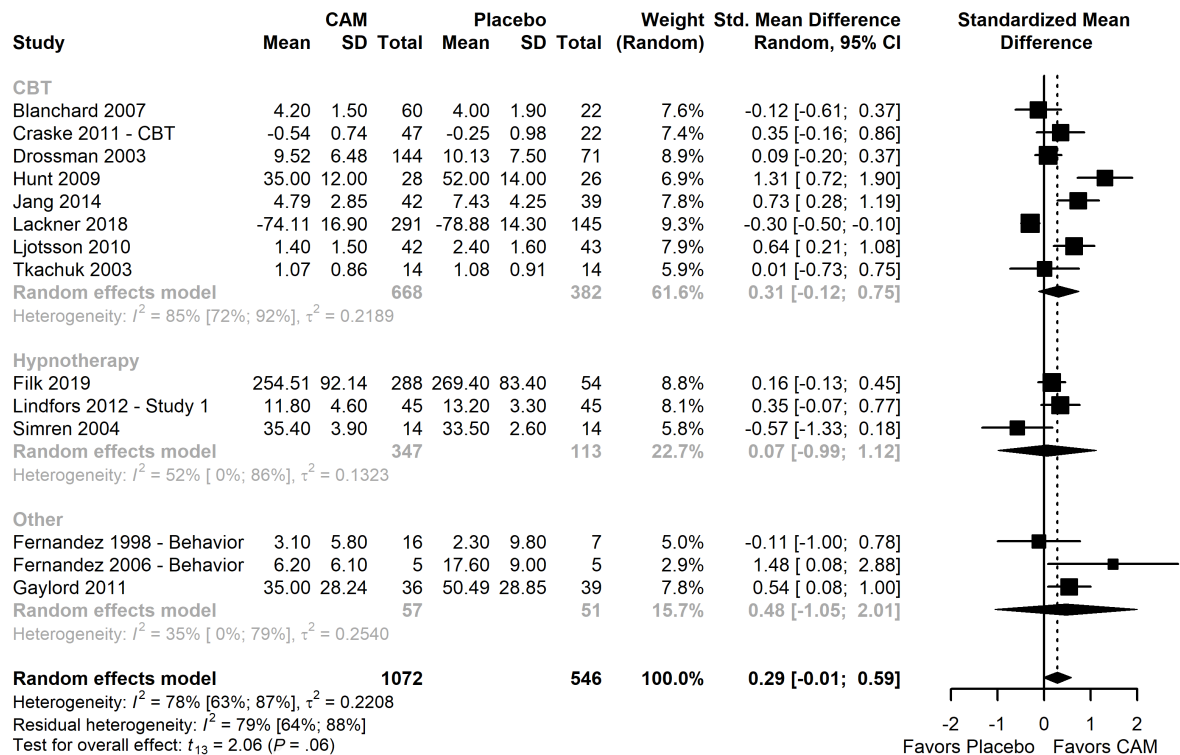 CAM Placebo Weight Std. Mean Difference Standardized Mean
Study Mean SD Total Mean SD Total (Random) Random, 95% CI Difference
CBT
Blanchard 2007 4.20 1.50 60 4.00 1.90 22 7.6% -0.12 [-0.61; 0.37]
Craske 2011 - CBT -0.54 0.74 47 -0.25 0.98 22 7.4% 0.35 [-0.16; 0.86]
Drossman 2003 9.52 6.48 144 10.13 7.50 71 8.9% 0.09 [-0.20; 0.37]
Hunt 2009 35.00 12.00 28 52.00 14.00 26 6.9% 1.31 [ 0.72; 1.90]
Jang 2014 4.79 2.85 42 7.43 4.25 39 7.7% 0.73 [ 0.28; 1.19]
Lackner 2018 -74.11 16.90 291 -78.88 14.30 145 9.3% -0.30 [-0.50; -0.10]
Ljotsson 2010 1.40 1.50 42 2.40 1.60 43 7.9% 0.64 [ 0.21; 1.08]
Tkachuk 2003 1.07 0.86 14 1.08 0.91 14 5.9% 0.01 [-0.73; 0.75]
Random effects model 668 382 61.6% 0.31 [-0.12; 0.75]
Heterogeneity: I² = 85% [72%; 92%], τ² = 0.2189
Hypnotherapy
Filk 2019 254.51 92.14 288 269.40 83.40 54 8.8% 0.16 [-0.13; 0.45]
Lindfors 2012 - Study 1 11.80 4.60 45 13.20 3.30 45 8.1% 0.35 [-0.07; 0.77]
Simren 2004 35.40 3.90 14 33.50 2.60 14 5.8% -0.57 [-1.33; 0.18]
Random effects model 347 113 22.7% 0.07 [-0.99; 1.12]
Heterogeneity: I² = 52% [ 0%; 86%], τ² = 0.1323
Other
Fernandez 1998 - Behavior 3.10 5.80 16 2.30 9.80 7 5.0% -0.11 [-1.00; 0.78]
Fernandez 2006 - Behavior 6.20 6.10 5 17.60 9.00 5 2.9% 1.48 [ 0.08; 2.88]
Gaylord 2011 35.00 28.24 36 50.49 28.85 39 7.8% 0.54 [ 0.08; 1.00]
Random effects model 57 51 15.7% 0.48 [-1.05; 2.01]
Heterogeneity: I² = 35% [ 0%; 79%], τ² = 0.2540
Random effects model 1072 546 100.0% 0.29 [-0.01; 0.59]
Heterogeneity: I² = 78% [63%; 87%], τ² = 0.2208
Residual heterogeneity: I² = 79% [64%; 88%]
Test for overall effect: t₁₃ = 2.06 (P = .06)
-2 -1 0 1 2
Favors Placebo Favors CAM